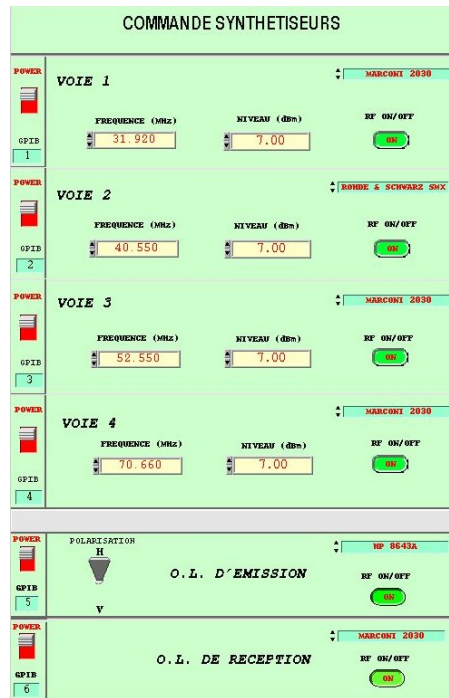 COMMANDE SYNTHETISEURS
POWER
VOIE 1
MARCONI 2030
FREQUENCE (MHz)
NIVEAU (dBm)
RF ON/OFF
31.920
7.00
ON
GPIB
1
POWER
VOIE 2
ROHDE & SCHWARZ SMX
FREQUENCE (MHz)
NIVEAU (dBm)
RF ON/OFF
40.550
7.00
ON
GPIB
2
POWER
VOIE 3
MARCONI 2030
FREQUENCE (MHz)
NIVEAU (dBm)
RF ON/OFF
52.550
7.00
ON
GPIB
3
POWER
VOIE 4
MARCONI 2030
FREQUENCE (MHz)
NIVEAU (dBm)
RF ON/OFF
70.660
7.00
ON
GPIB
4
POWER
POLARISATION
H
HP 8643A
O.L. D'EMISSION
RF ON/OFF
GPIB
5
ON
V
POWER
MARCONI 2030
O.L. DE RECEPTION
RF ON/OFF
GPIB
6
ON